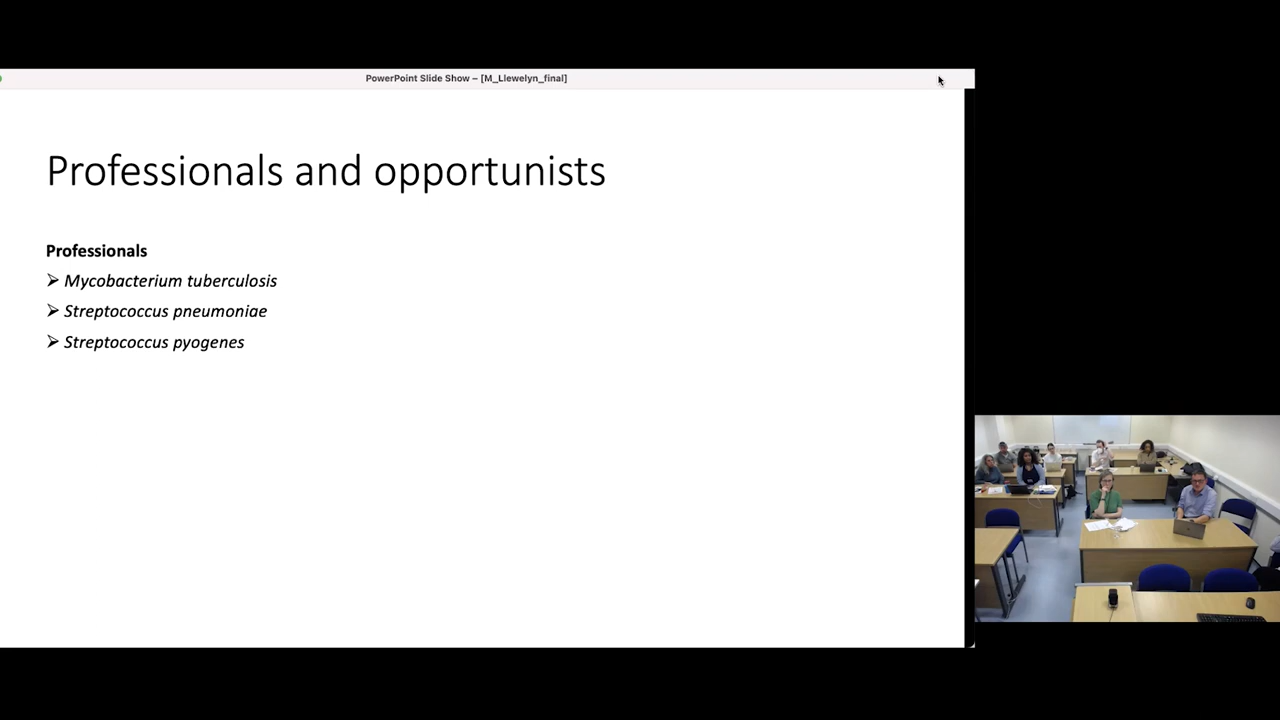 PowerPoint Slide Show – [M_Llewelyn_final]
Professionals and opportunists
Professionals
⮚ Mycobacterium tuberculosis
⮚ Streptococcus pneumoniae
⮚ Streptococcus pyogenes